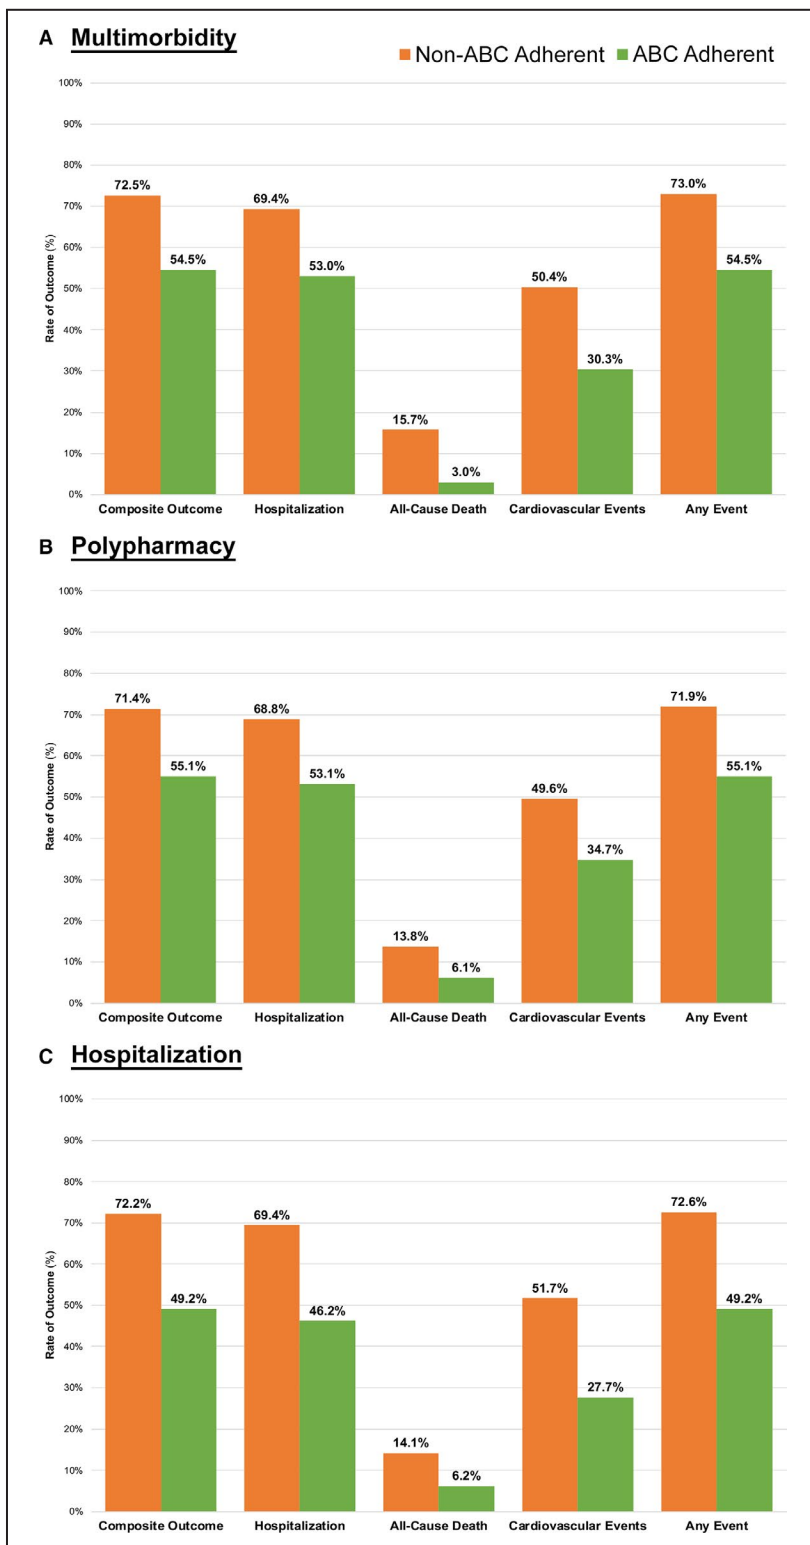 A Multimorbidity
Non-ABC Adherent ABC Adherent
100%
90%
80%
70%
60%
50%
40%
30%
20%
10%
0%
Rate of Outcome (%)
72.5% 54.5% 69.4% 53.0% 15.7% 3.0% 50.4% 30.3% 73.0% 54.5%
Composite Outcome Hospitalization All-Cause Death Cardiovascular Events Any Event
B Polypharmacy
100%
90%
80%
70%
60%
50%
40%
30%
20%
10%
0%
Rate of Outcome (%)
71.4% 55.1% 68.8% 53.1% 13.8% 6.1% 49.6% 34.7% 71.9% 55.1%
Composite Outcome Hospitalization All-Cause Death Cardiovascular Events Any Event
C Hospitalization
100%
90%
80%
70%
60%
50%
40%
30%
20%
10%
0%
Rate of Outcome (%)
72.2% 49.2% 69.4% 46.2% 14.1% 6.2% 51.7% 27.7% 72.6% 49.2%
Composite Outcome Hospitalization All-Cause Death Cardiovascular Events Any Event